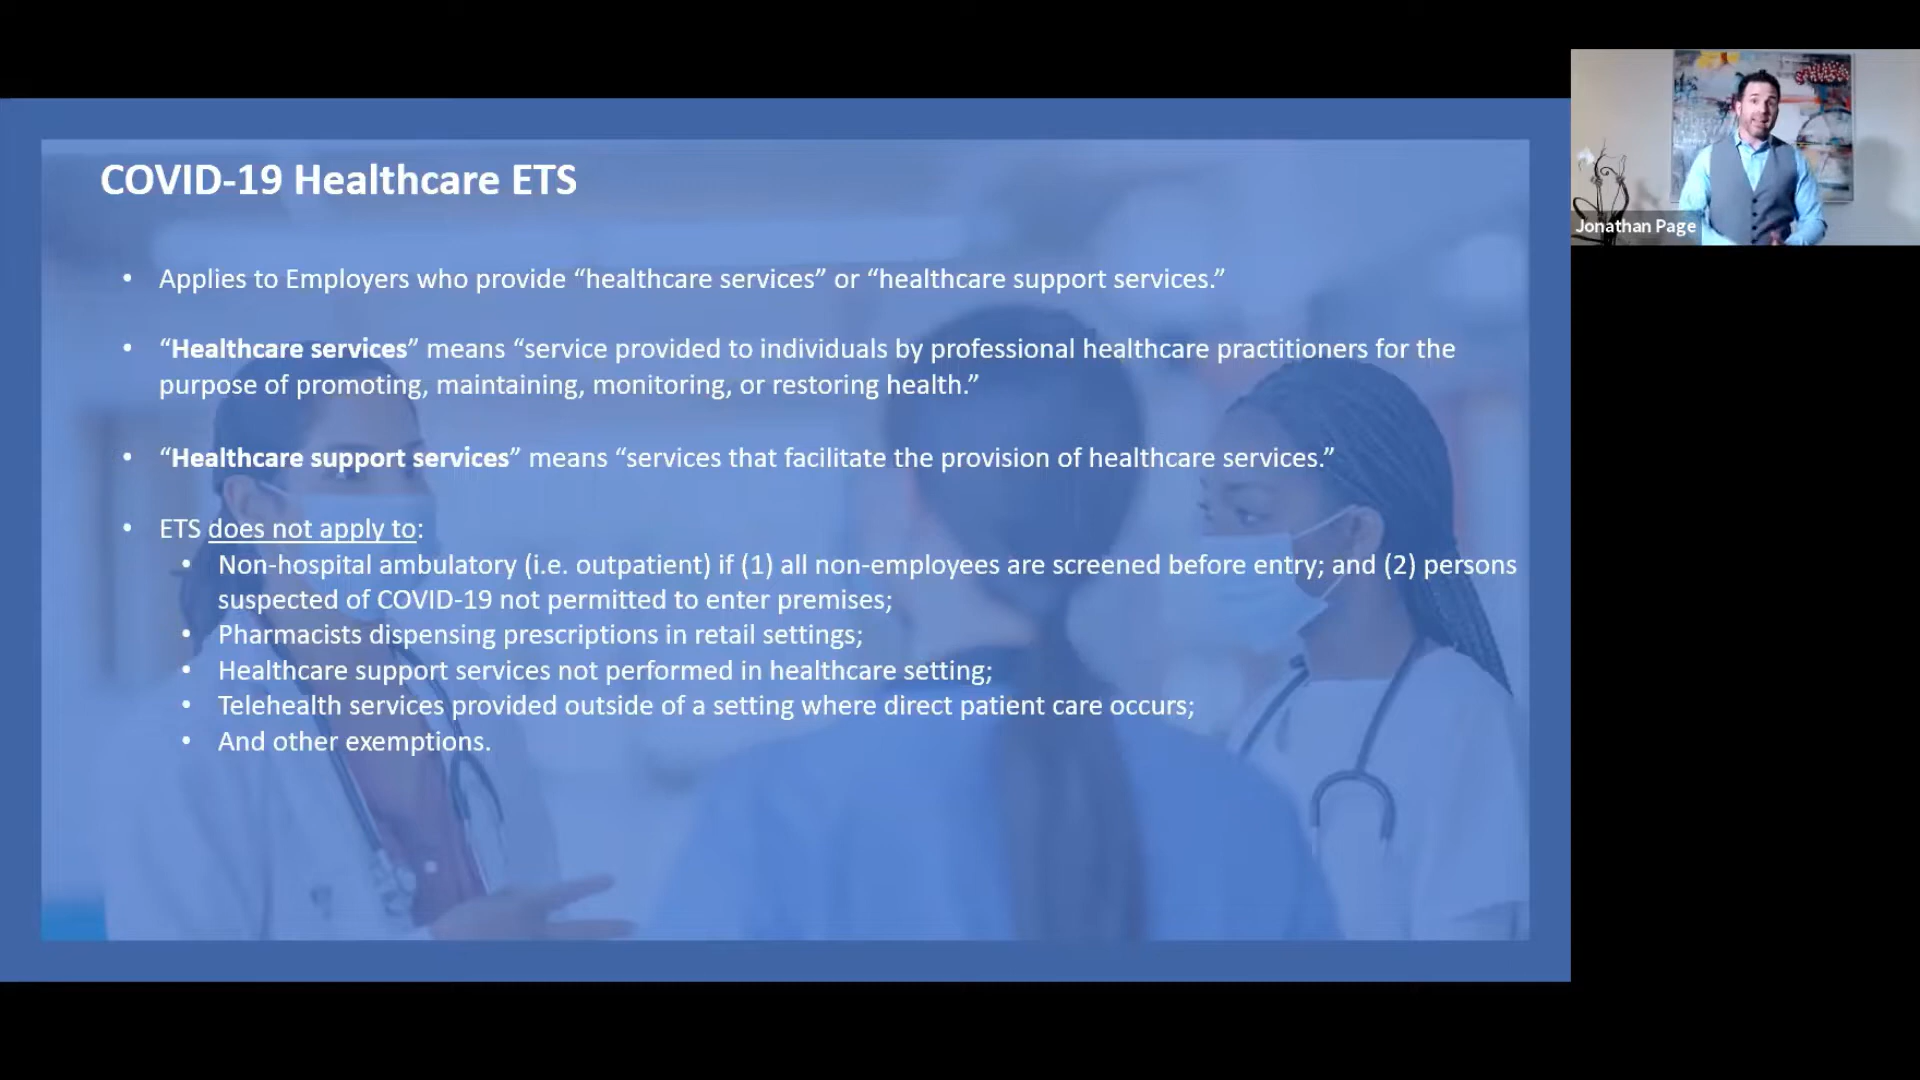 COVID-19 Healthcare ETS
• Applies to Employers who provide “healthcare services” or “healthcare support services.”
• “Healthcare services” means “service provided to individuals by professional healthcare practitioners for the
purpose of promoting, maintaining, monitoring, or restoring health.”
• “Healthcare support services” means “services that facilitate the provision of healthcare services.”
• ETS does not apply to:
• Non-hospital ambulatory (i.e. outpatient) if (1) all non-employees are screened before entry; and (2) persons
suspected of COVID-19 not permitted to enter premises;
• Pharmacists dispensing prescriptions in retail settings;
• Healthcare support services not performed in healthcare setting;
• Telehealth services provided outside of a setting where direct patient care occurs;
• And other exemptions.
Jonathan Page